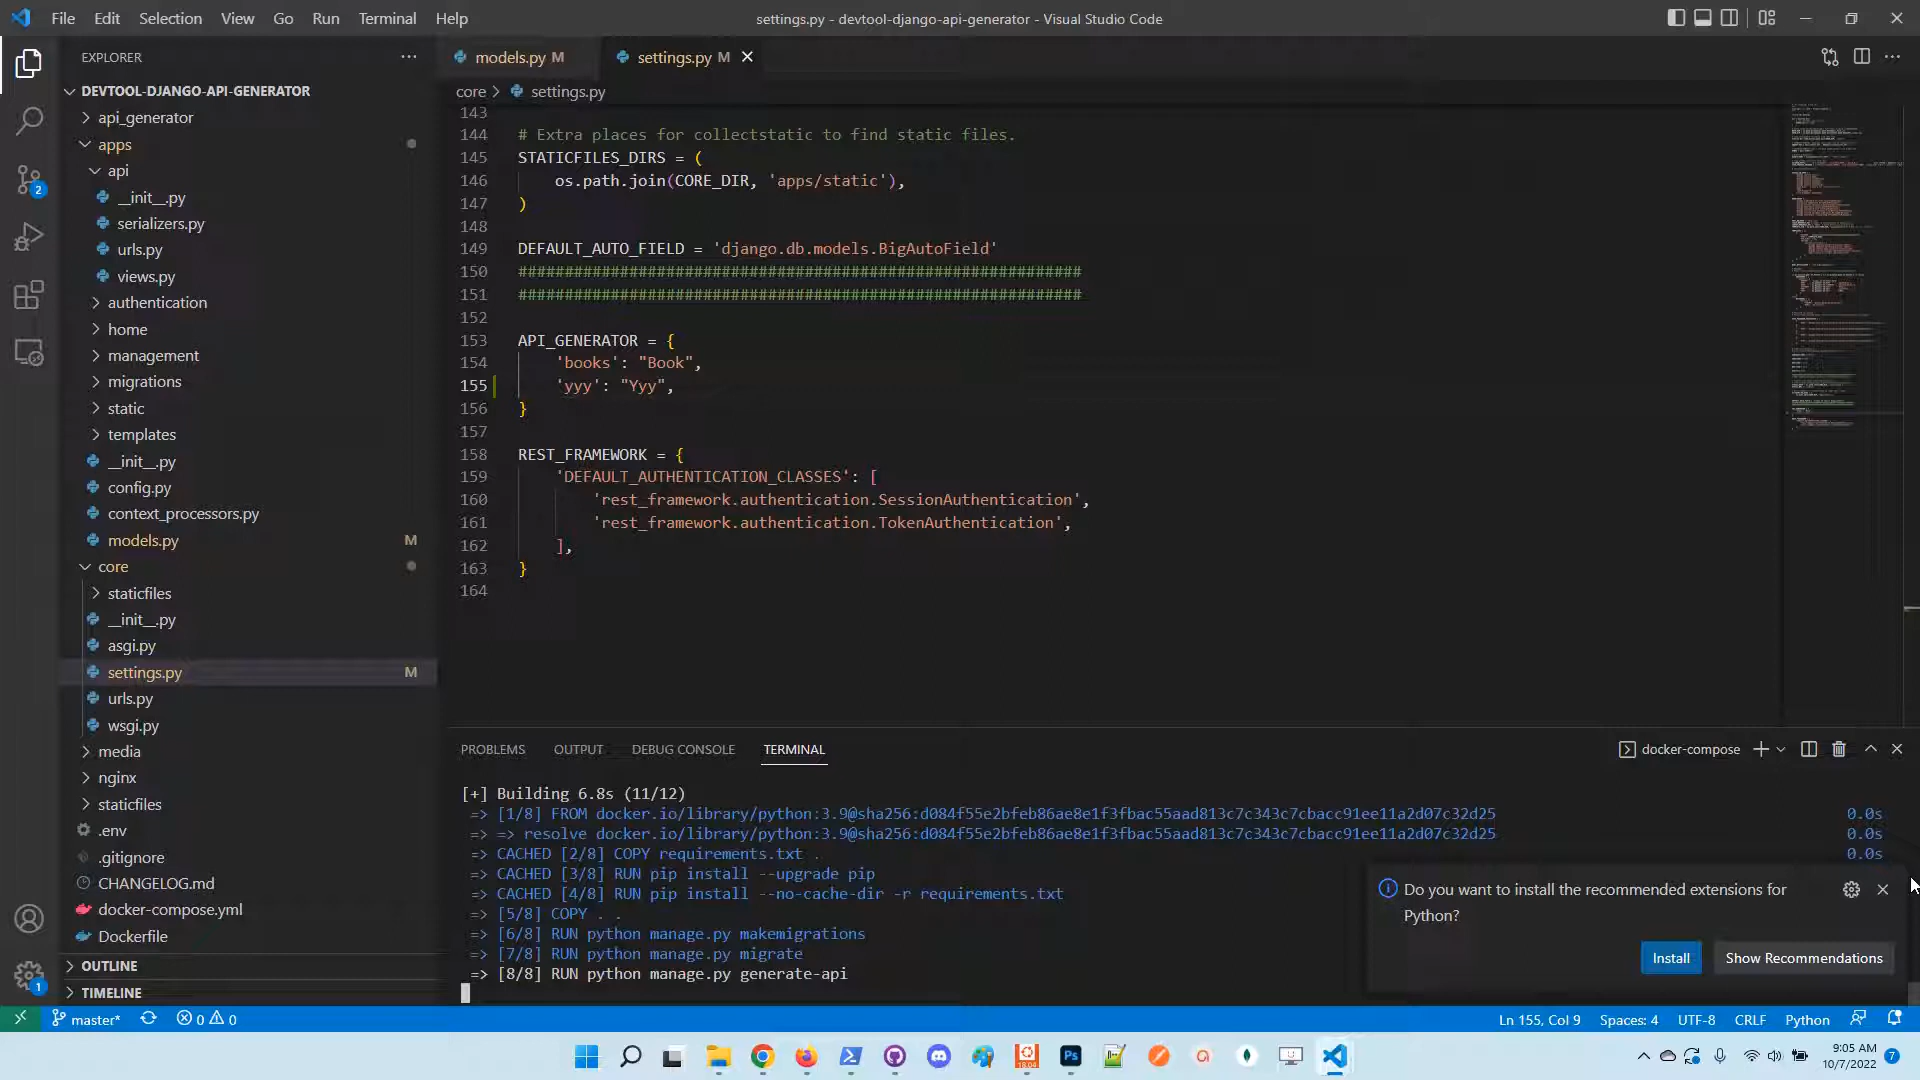 File Edit Selection View Go Run Terminal Help
settings.py - devtool-django-api-generator - Visual Studio Code
EXPLORER
DEVTOOL-DJANGO-API-GENERATOR
api_generator
apps
api
__init__.py
serializers.py
urls.py
views.py
authentication
home
management
migrations
static
templates
__init__.py
config.py
context_processors.py
models.py M
core
staticfiles
__init__.py
asgi.py
settings.py M
urls.py
wsgi.py
media
nginx
staticfiles
.env
.gitignore
CHANGELOG.md
docker-compose.yml
Dockerfile
OUTLINE
TIMELINE
2
1
models.py M
settings.py M
core > settings.py
143
144 # Extra places for collectstatic to find static files.
145 STATICFILES_DIRS = (
146 os.path.join(CORE_DIR, 'apps/static'),
147 )
148
149 DEFAULT_AUTO_FIELD = 'django.db.models.BigAutoField'
150 #############################################################
151 #############################################################
152
153 API_GENERATOR = {
154 'books': "Book",
155 'yyy': "Yyy",
156 }
157
158 REST_FRAMEWORK = {
159 'DEFAULT_AUTHENTICATION_CLASSES': [
160 'rest_framework.authentication.SessionAuthentication',
161 'rest_framework.authentication.TokenAuthentication',
162 ],
163 }
164
PROBLEMS OUTPUT DEBUG CONSOLE TERMINAL
docker-compose
[+] Building 6.8s (11/12)
=> [1/8] FROM docker.io/library/python:3.9@sha256:d084f55e2bfeb86ae8e1f3fbac55aad813c7c343c7cbacc91ee11a2d07c32d25 0.0s
=> => resolve docker.io/library/python:3.9@sha256:d084f55e2bfeb86ae8e1f3fbac55aad813c7c343c7cbacc91ee11a2d07c32d25 0.0s
=> CACHED [2/8] COPY requirements.txt . 0.0s
=> CACHED [3/8] RUN pip install --upgrade pip
=> CACHED [4/8] RUN pip install --no-cache-dir -r requirements.txt
=> [5/8] COPY . .
=> [6/8] RUN python manage.py makemigrations
=> [7/8] RUN python manage.py migrate
=> [8/8] RUN python manage.py generate-api
Do you want to install the recommended extensions for
Python?
Install
Show Recommendations
master*
0 0
Ln 155, Col 9 Spaces: 4 UTF-8 CRLF Python
Ps
18.04
9:05 AM
10/7/2022
7